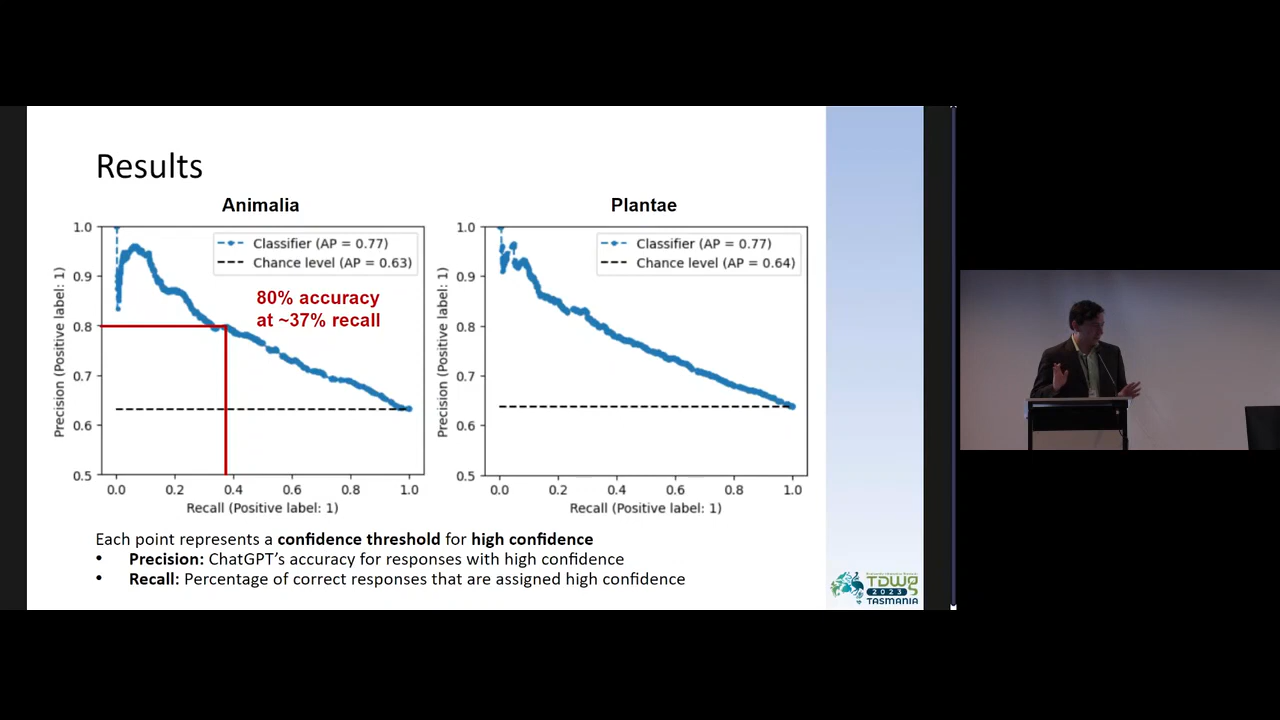 Results
Animalia
Plantae
1.0
0.9
0.8
0.7
0.6
0.5
Precision (Positive label: 1)
Classifier (AP = 0.77)
Chance level (AP = 0.63)
80% accuracy
at ~37% recall
0.0 0.2 0.4 0.6 0.8 1.0
Recall (Positive label: 1)
1.0
0.9
0.8
0.7
0.6
0.5
Precision (Positive label: 1)
Classifier (AP = 0.77)
Chance level (AP = 0.64)
0.0 0.2 0.4 0.6 0.8 1.0
Recall (Positive label: 1)
Each point represents a confidence threshold for high confidence
• Precision: ChatGPT’s accuracy for responses with high confidence
• Recall: Percentage of correct responses that are assigned high confidence
TDWG
2023
TASMANIA